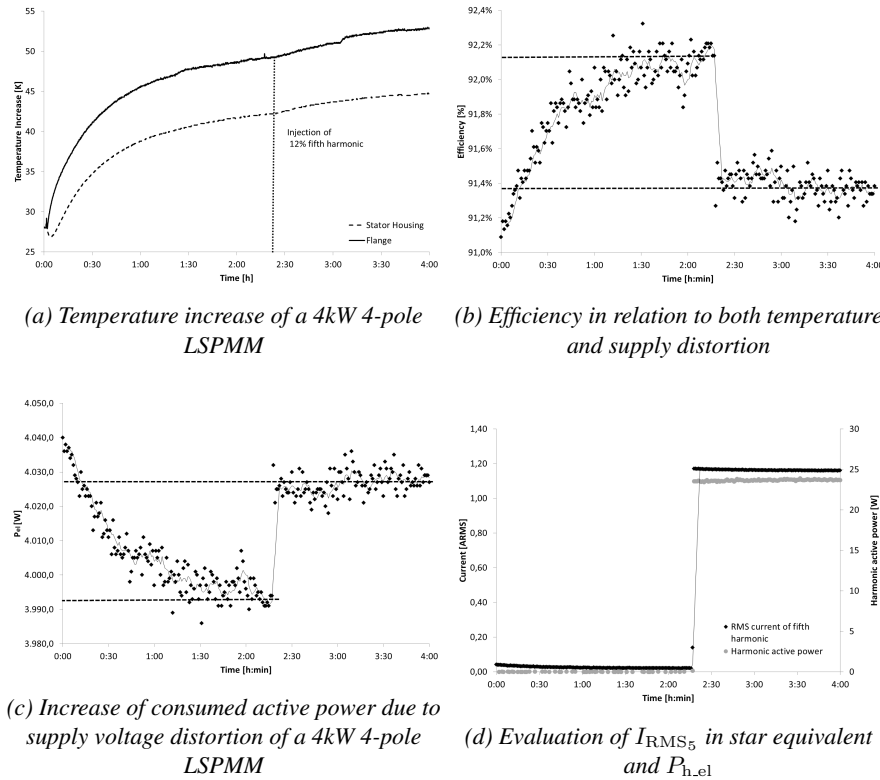 55
50
45
40
35
30
25
Temperature Increase [K]
Injection of
12% fifth harmonic
Stator Housing
Flange
0:00 0:30 1:00 1:30 2:00 2:30 3:00 3:30 4:00
Time [h]
(a) Temperature increase of a 4kW 4-pole
LSPMM
92,4%
92,2%
92,0%
91,8%
91,6%
91,4%
91,2%
91,0%
Efficiency [%]
0:00 0:30 1:00 1:30 2:00 2:30 3:00 3:30 4:00
Time [h:min]
(b) Efficiency in relation to both temperature
and supply distortion
4.050,0
4.040,0
4.030,0
4.020,0
4.010,0
4.000,0
3.990,0
3.980,0
Pel [W]
0:00 0:30 1:00 1:30 2:00 2:30 3:00 3:30 4:00
Time [h:min]
(c) Increase of consumed active power due to
supply voltage distortion of a 4kW 4-pole
LSPMM
1,40
1,20
1,00
0,80
0,60
0,40
0,20
0,00
Current [ARMS]
30
25
20
15
10
5
0
Harmonic active power [W]
RMS current of fifth
harmonic
Harmonic active power
0:00 0:30 1:00 1:30 2:00 2:30 3:00 3:30 4:00
Time [h:min]
(d) Evaluation of IRMS5 in star equivalent
and Ph.el